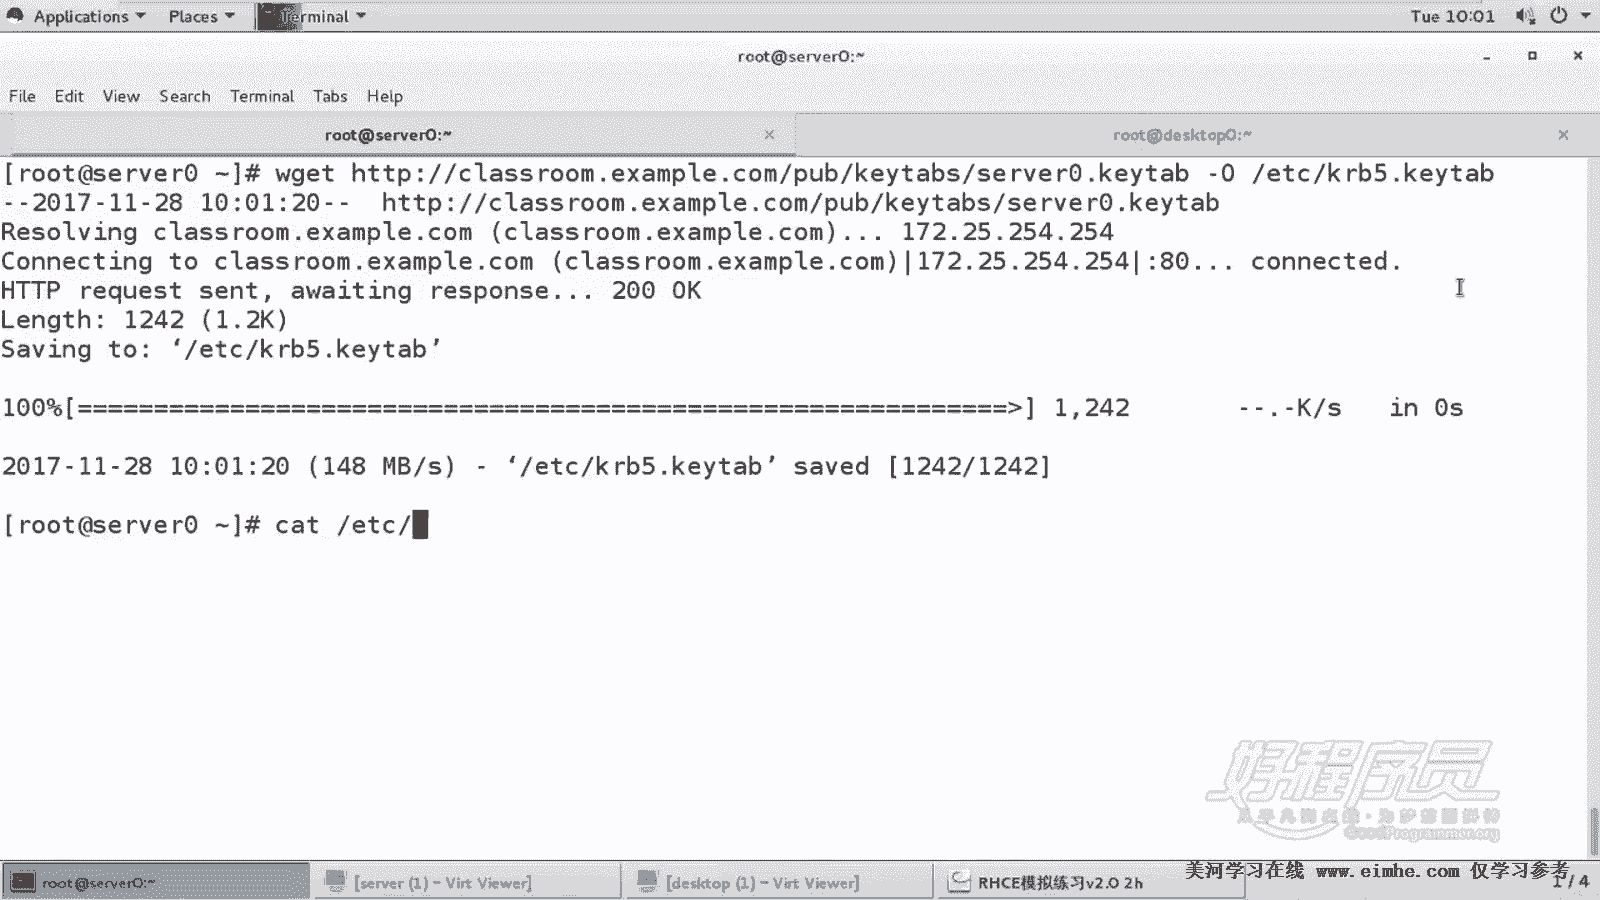 Applications Places Terminal Tue 10:01
root@server0:~
File Edit View Search Terminal Tabs Help
root@server0:~ × root@desktop0:~ ×
[root@server0 ~]# wget http://classroom.example.com/pub/keytabs/server0.keytab -O /etc/krb5.keytab
--2017-11-28 10:01:20-- http://classroom.example.com/pub/keytabs/server0.keytab
Resolving classroom.example.com (classroom.example.com)... 172.25.254.254
Connecting to classroom.example.com (classroom.example.com)|172.25.254.254|:80... connected.
HTTP request sent, awaiting response... 200 OK
Length: 1242 (1.2K)
Saving to: ‘/etc/krb5.keytab’
100%[=============================================================>] 1,242 --.-K/s in 0s
2017-11-28 10:01:20 (148 MB/s) - ‘/etc/krb5.keytab’ saved [1242/1242]
[root@server0 ~]# cat /etc/
好程序员
GoodProgrammer.org
美河学习在线 www.eimhe.com 仅学习参考
root@server0:~ [server (1) – Virt Viewer] [desktop (1) – Virt Viewer] RHCE模拟练习v2.0 2h 1 / 4